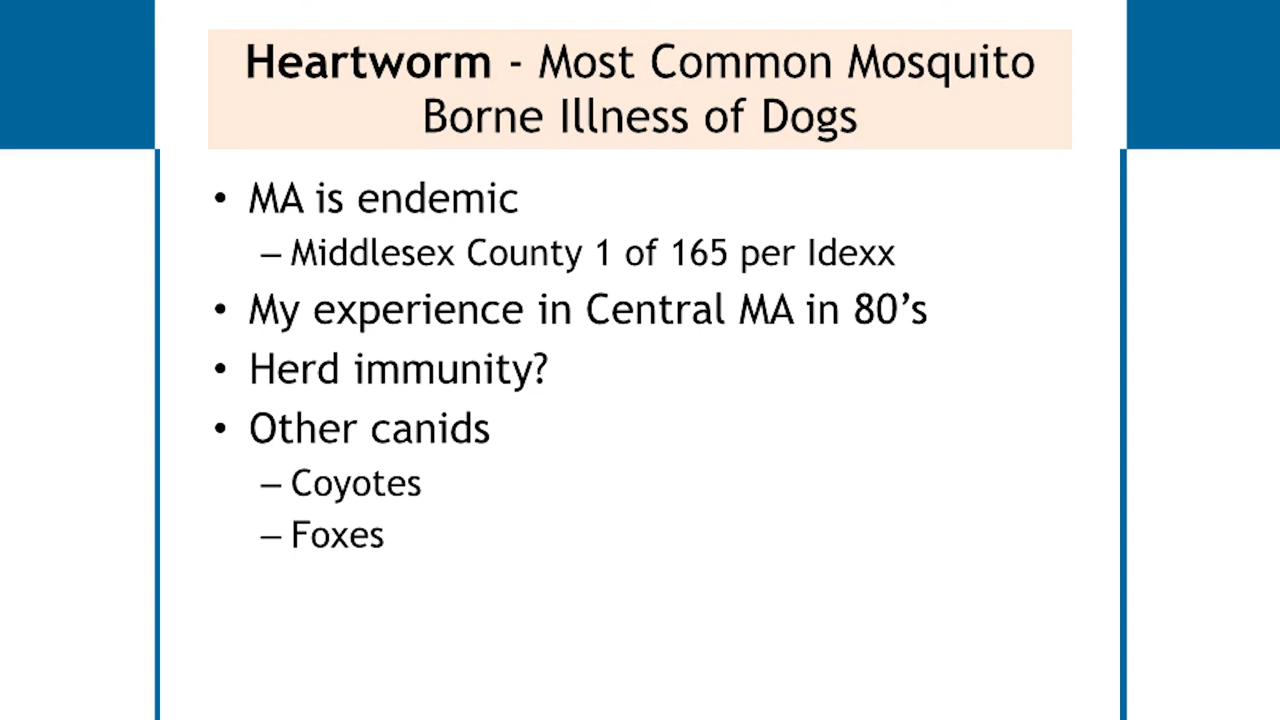 Heartworm - Most Common Mosquito
Borne Illness of Dogs
• MA is endemic
– Middlesex County 1 of 165 per Idexx
• My experience in Central MA in 80’s
• Herd immunity?
• Other canids
– Coyotes
– Foxes